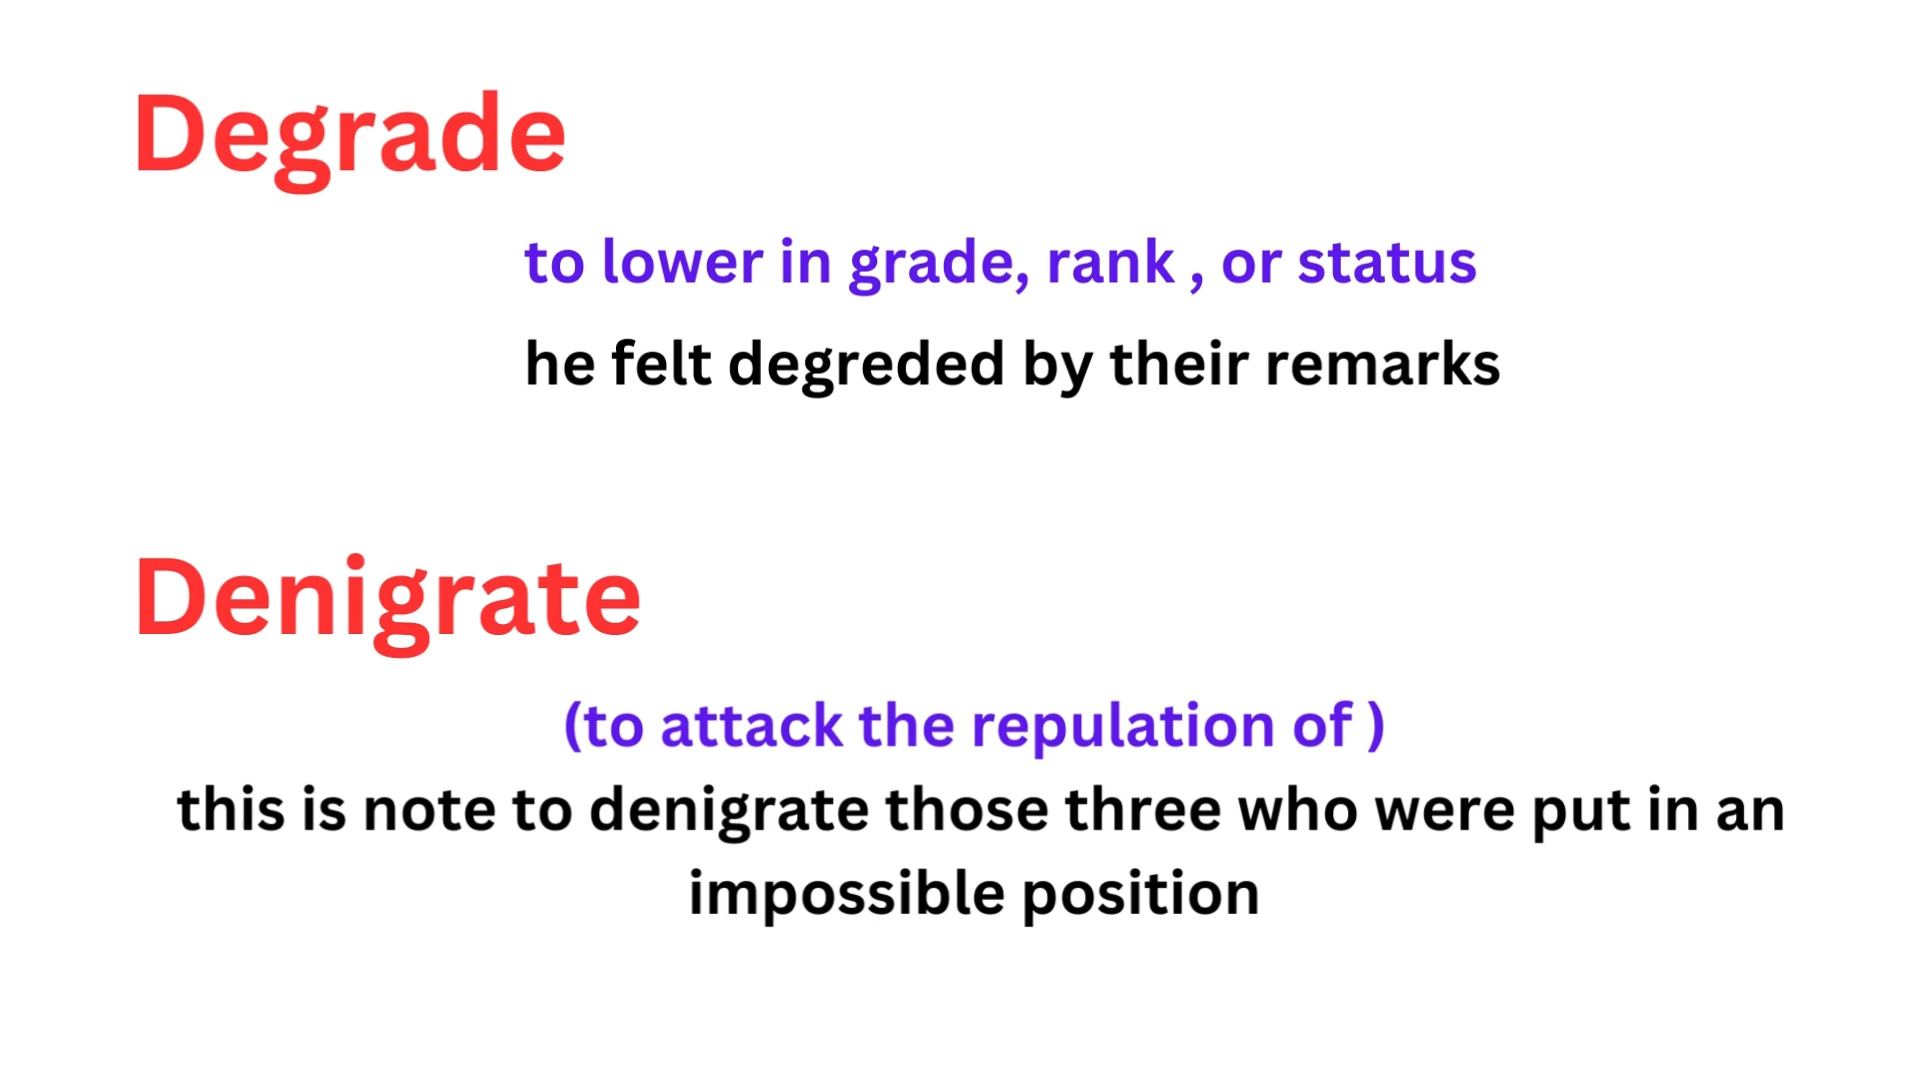 Degrade
to lower in grade, rank , or status
he felt degreded by their remarks
Denigrate
(to attack the repulation of )
this is note to denigrate those three who were put in an
impossible position